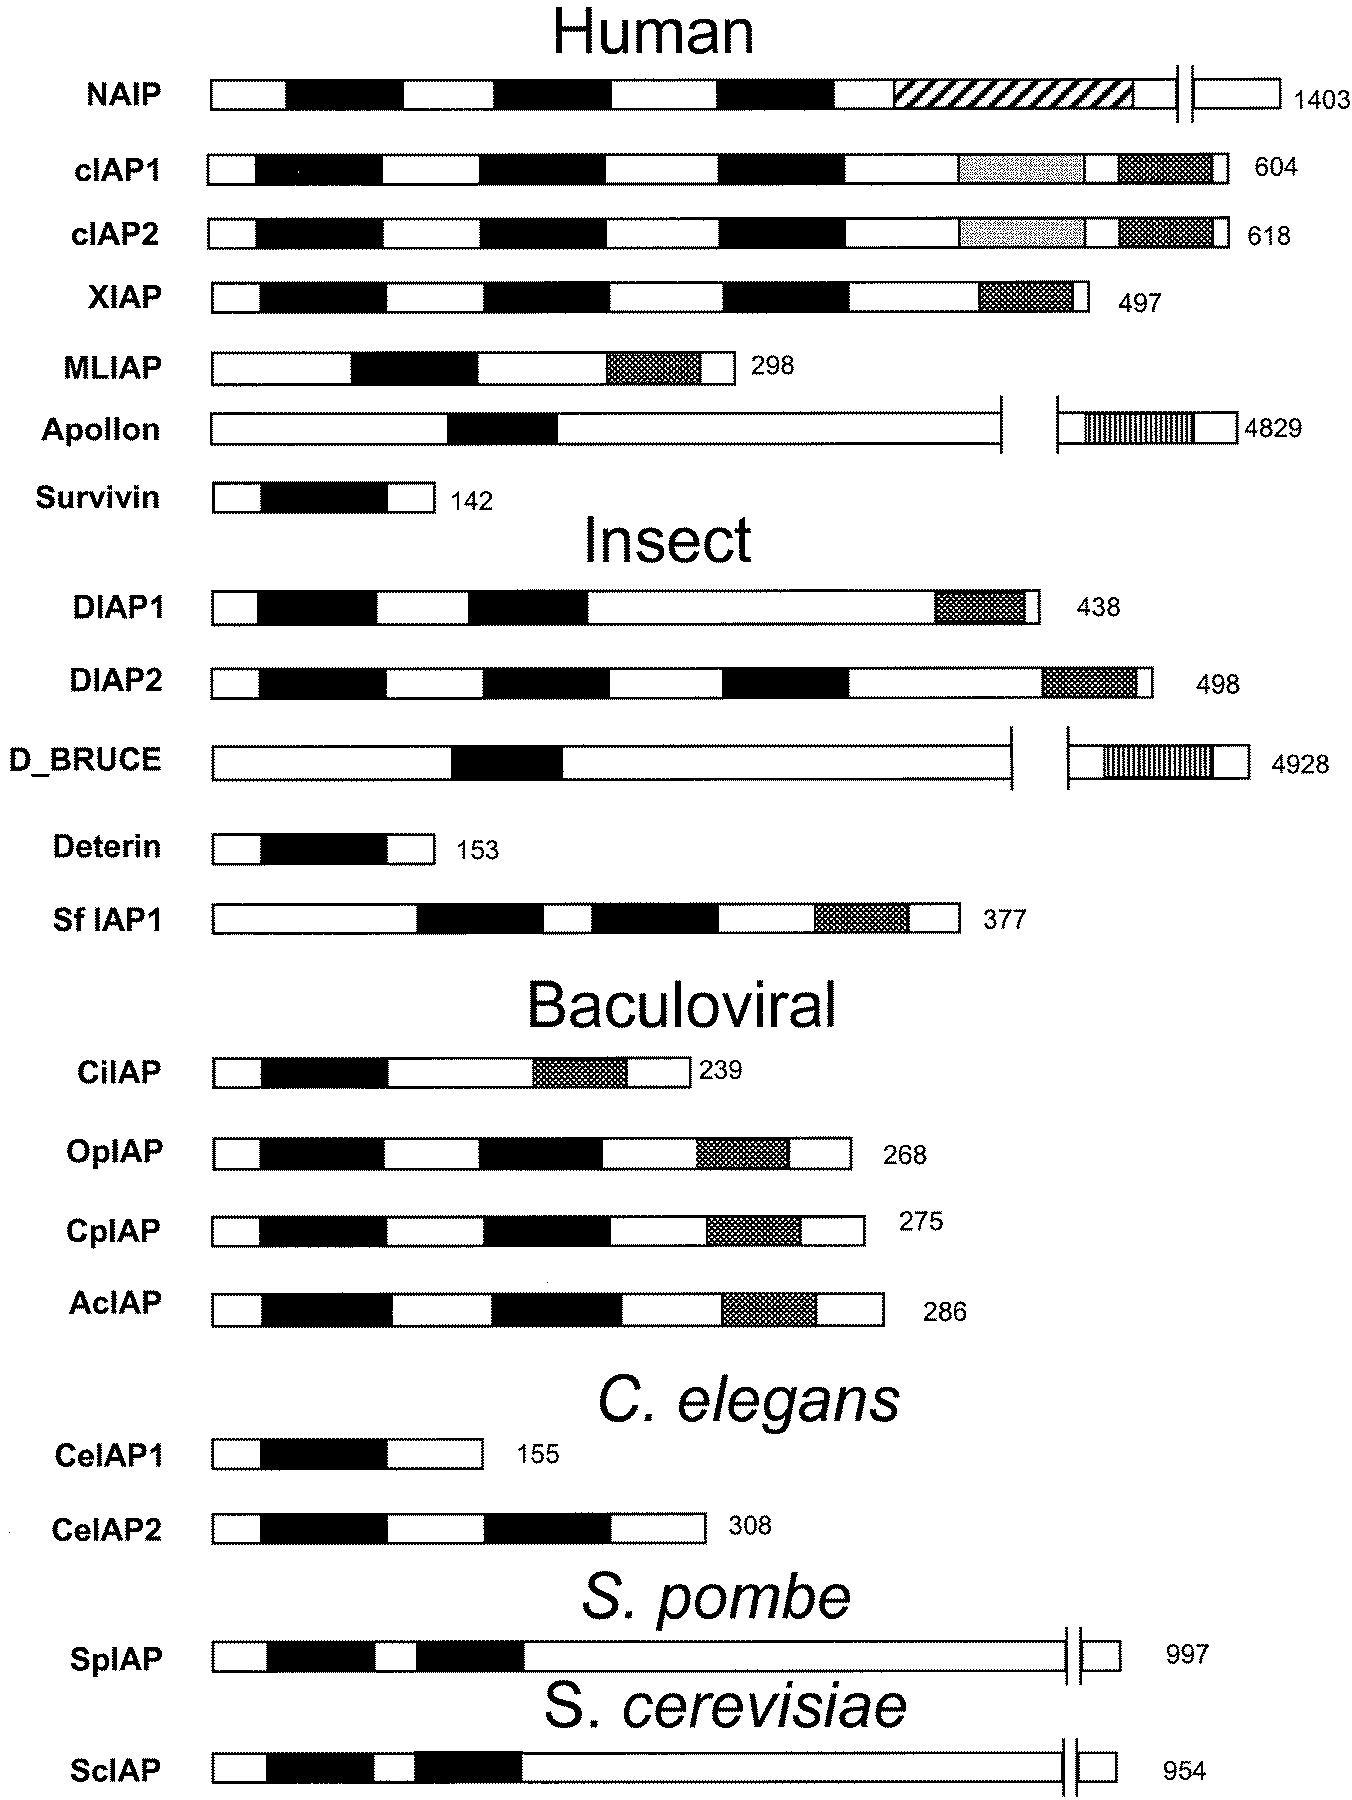 Human
NAIP 1403
cIAP1 604
cIAP2 618
XIAP 497
MLIAP 298
Apollon 4829
Survivin 142
Insect
DIAP1 438
DIAP2 498
D_BRUCE 4928
Deterin 153
Sf IAP1 377
Baculoviral
CiIAP 239
OpIAP 268
CpIAP 275
AcIAP 286
C. elegans
CeIAP1 155
CeIAP2 308
S. pombe
SpIAP 997
S. cerevisiae
ScIAP 954